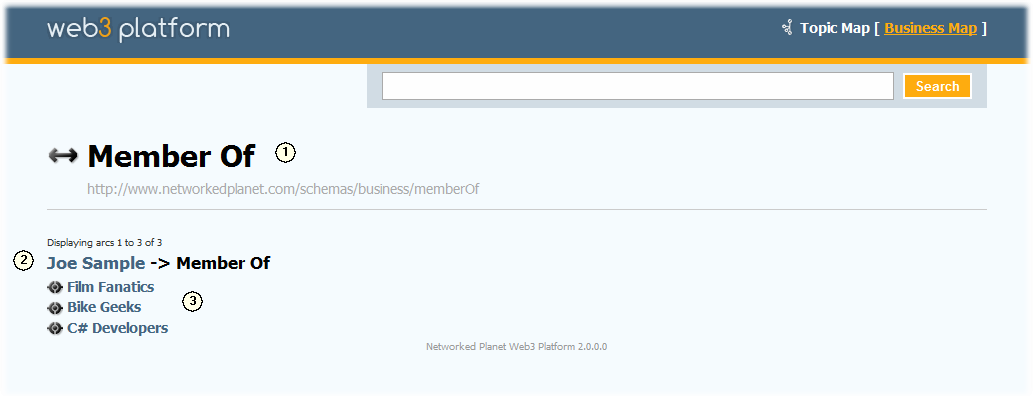 web3 platform
Topic Map [ Business Map ]
Search
Member Of 1
http://www.networkedplanet.com/schemas/business/memberOf
Displaying arcs 1 to 3 of 3
2 Joe Sample -> Member Of
Film Fanatics
Bike Geeks 3
C# Developers
Networked Planet Web3 Platform 2.0.0.0